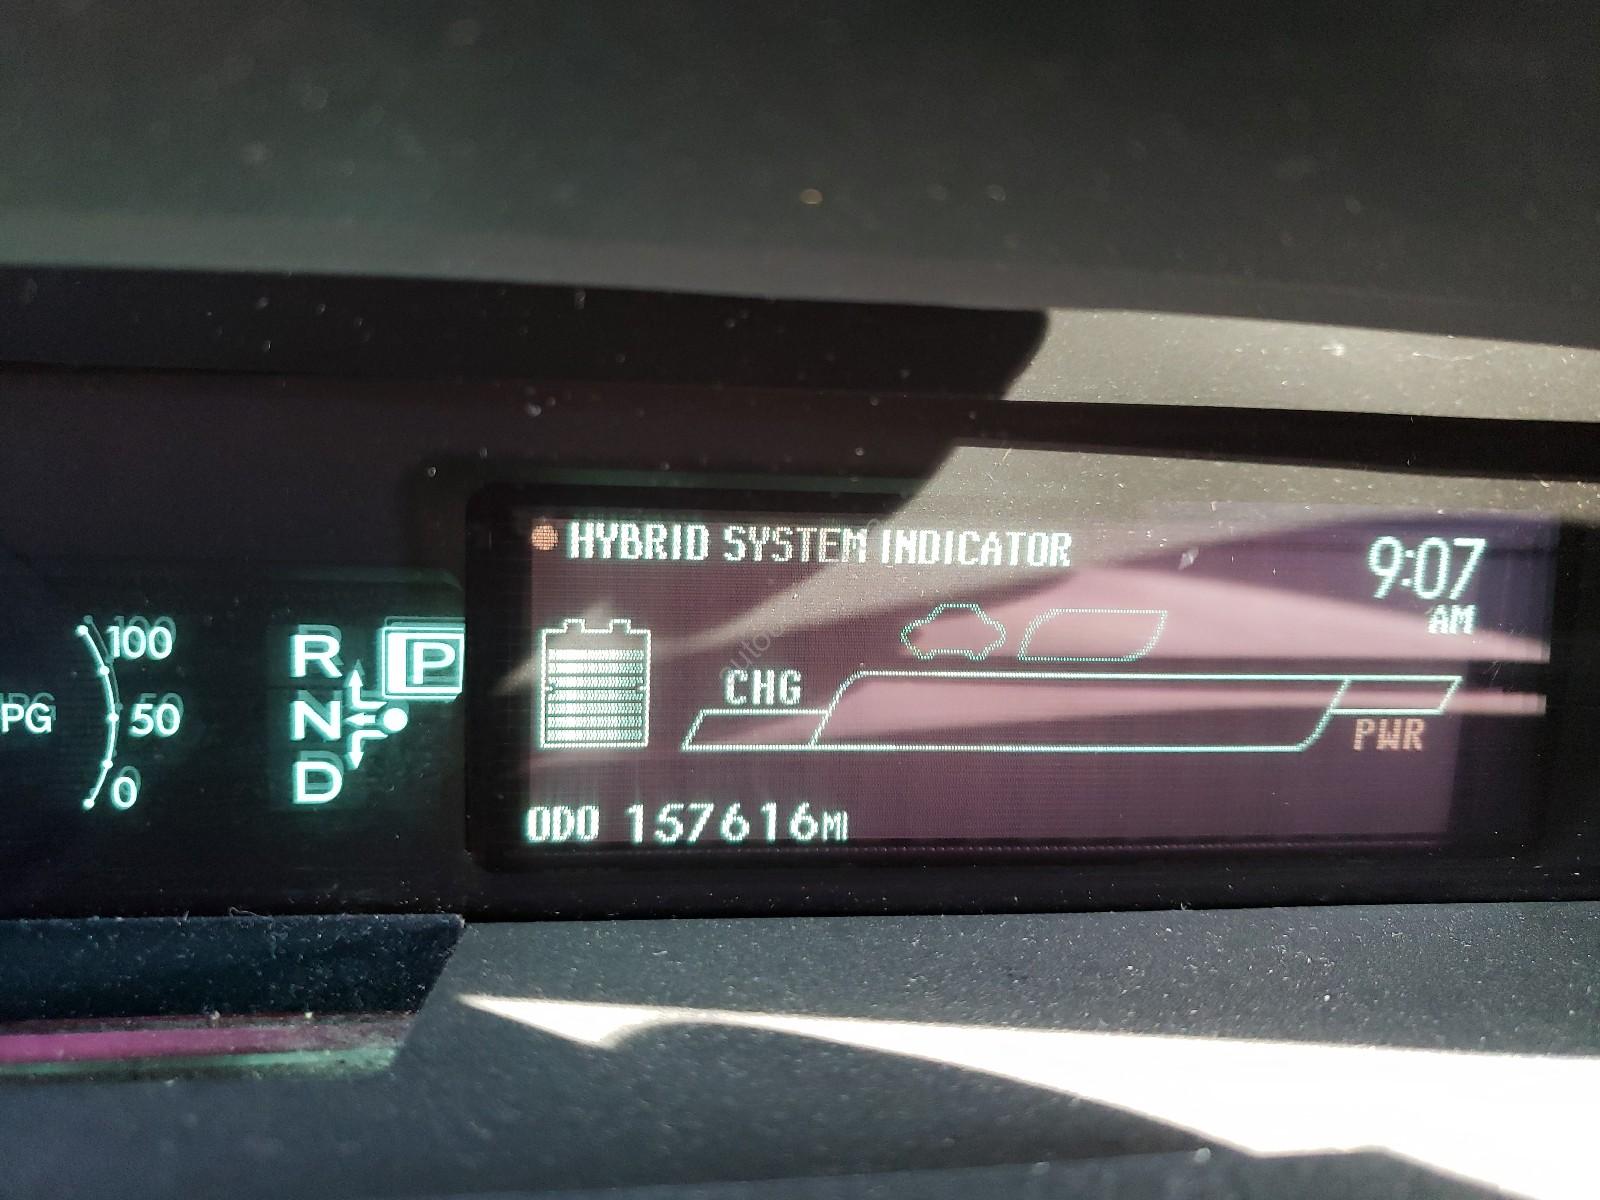 HYBRID SYSTEM INDICATOR
9:07
AM
100
R
P
CHG
PG
50
N
PWR
D
0
ODO 157616MI